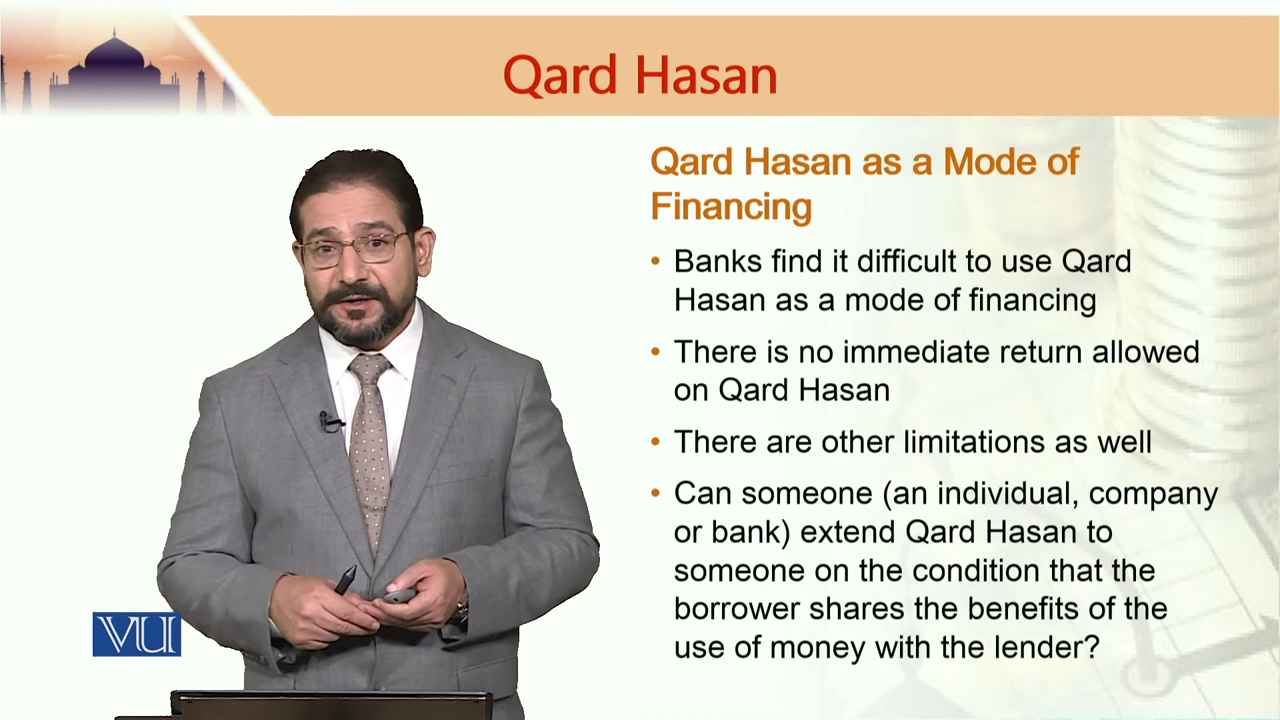 Qard Hasan
Qard Hasan as a Mode of
Financing
• Banks find it difficult to use Qard
Hasan as a mode of financing
• There is no immediate return allowed
on Qard Hasan
• There are other limitations as well
• Can someone (an individual, company
or bank) extend Qard Hasan to
someone on the condition that the
borrower shares the benefits of the
use of money with the lender?
VU